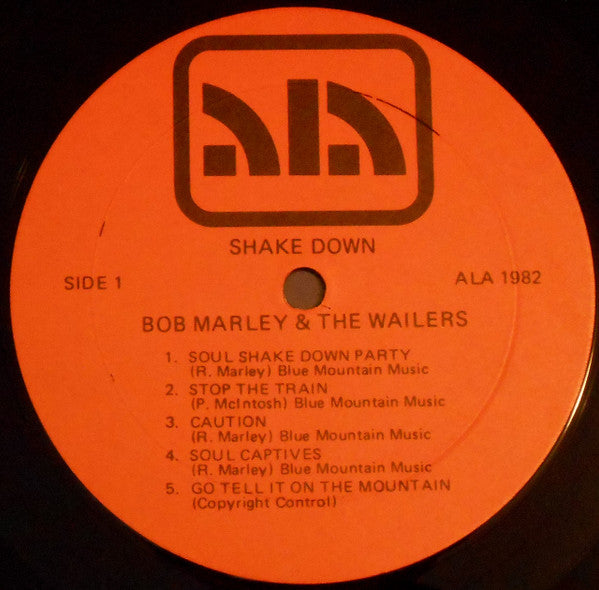 ala
SHAKE DOWN
SIDE 1
ALA 1982
BOB MARLEY & THE WAILERS
1. SOUL SHAKE DOWN PARTY
(R. Marley) Blue Mountain Music
2. STOP THE TRAIN
(P. McIntosh) Blue Mountain Music
3. CAUTION
(R. Marley) Blue Mountain Music
4. SOUL CAPTIVES
(R. Marley) Blue Mountain Music
5. GO TELL IT ON THE MOUNTAIN
(Copyright Control)